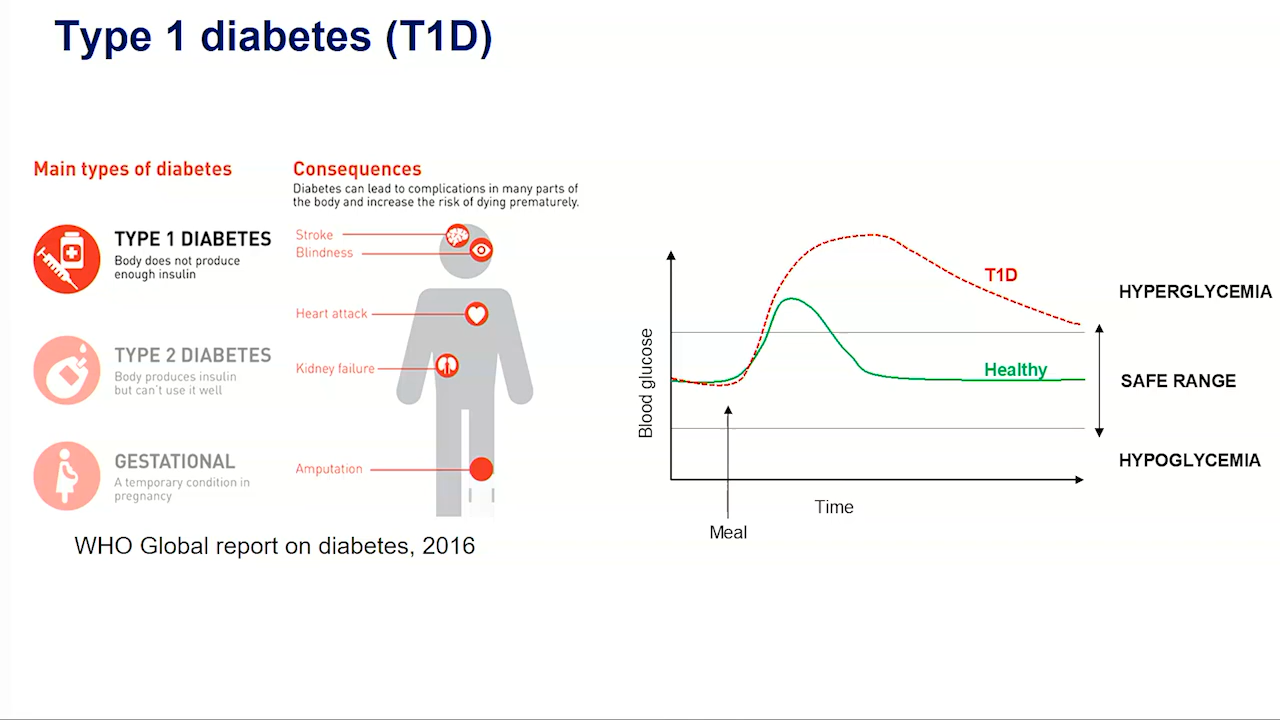 Type 1 diabetes (T1D)
Main types of diabetes
TYPE 1 DIABETES
Body does not produce
enough insulin
TYPE 2 DIABETES
Body produces insulin
but can't use it well
GESTATIONAL
A temporary condition in
pregnancy
Consequences
Diabetes can lead to complications in many parts of
the body and increase the risk of dying prematurely.
Stroke
Blindness
Heart attack
Kidney failure
Amputation
WHO Global report on diabetes, 2016
Blood glucose
T1D
Healthy
Time
Meal
HYPERGLYCEMIA
SAFE RANGE
HYPOGLYCEMIA